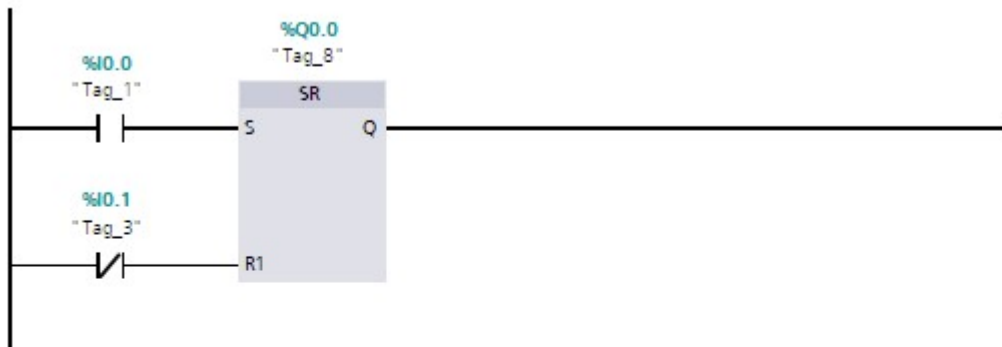 %Q0.0
"Tag_8"
%I0.0
"Tag_1"
SR
S Q
%I0.1
"Tag_3"
R1